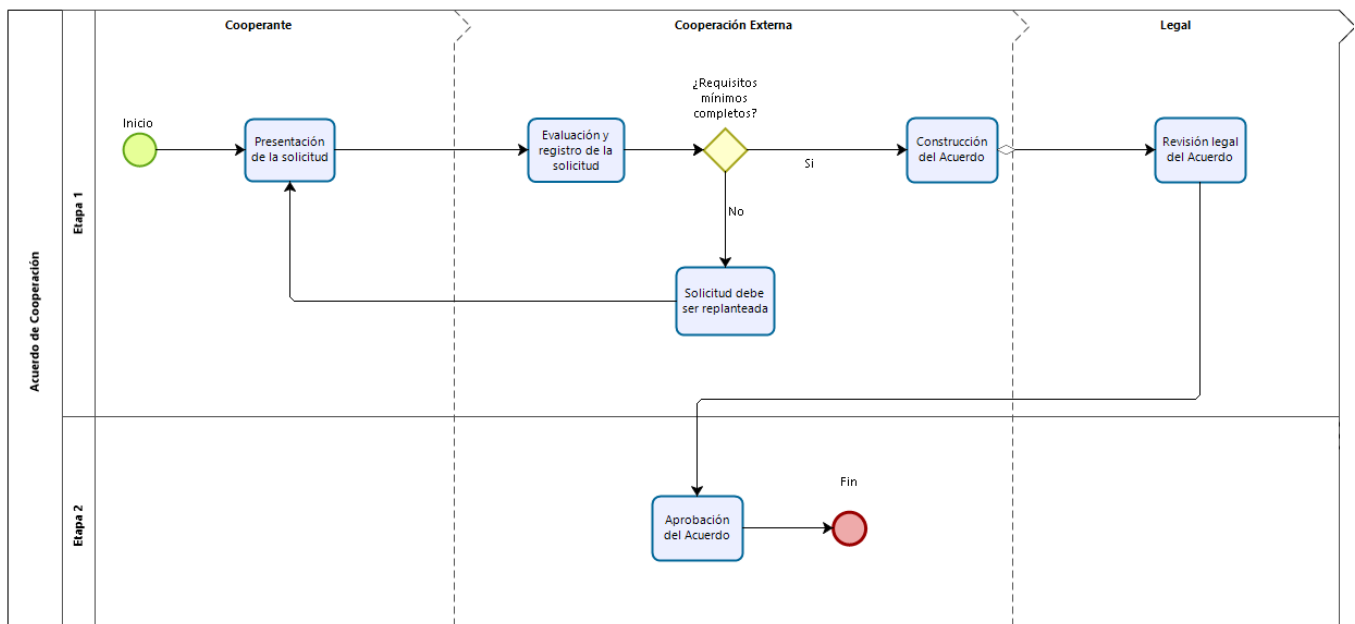 Cooperante
Cooperación Externa
Legal
Acuerdo de Cooperación
Etapa 1
Inicio
Presentación
de la solicitud
Evaluación y
registro de la
solicitud
¿Requisitos
mínimos
completos?
Si
No
Construcción
del Acuerdo
Revisión legal
del Acuerdo
Solicitud debe
ser replanteada
Etapa 2
Aprobación
del Acuerdo
Fin